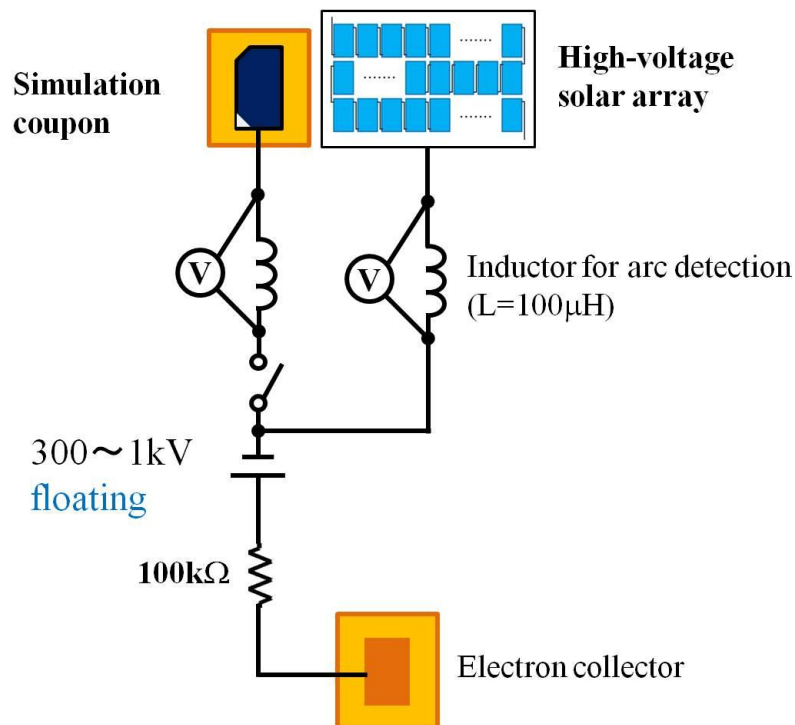 Simulation
coupon
High-voltage
solar array
V
V
Inductor for arc detection
(L=100μH)
300～1kV
floating
100kΩ
Electron collector